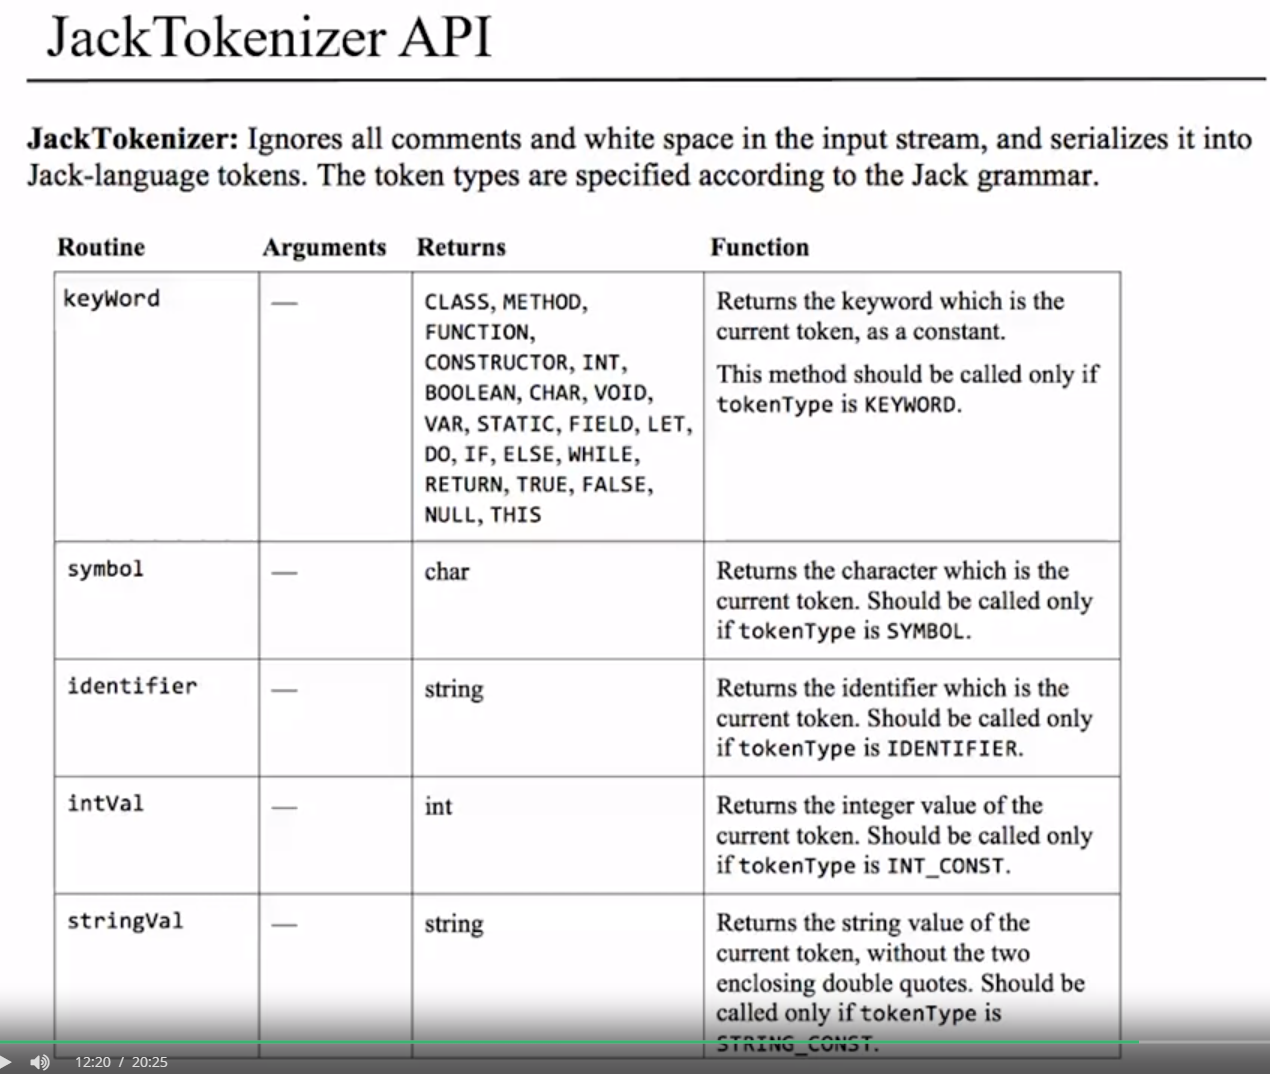 JackTokenizer API
JackTokenizer: Ignores all comments and white space in the input stream, and serializes it into
Jack-language tokens. The token types are specified according to the Jack grammar.
Routine Arguments Returns Function
keyWord
—
CLASS, METHOD,
FUNCTION,
CONSTRUCTOR, INT,
BOOLEAN, CHAR, VOID,
VAR, STATIC, FIELD, LET,
DO, IF, ELSE, WHILE,
RETURN, TRUE, FALSE,
NULL, THIS
Returns the keyword which is the
current token, as a constant.
This method should be called only if
tokenType is KEYWORD.
symbol
—
char
Returns the character which is the
current token. Should be called only
if tokenType is SYMBOL.
identifier
—
string
Returns the identifier which is the
current token. Should be called only
if tokenType is IDENTIFIER.
intVal
—
int
Returns the integer value of the
current token. Should be called only
if tokenType is INT_CONST.
stringVal
—
string
Returns the string value of the
current token, without the two
enclosing double quotes. Should be
called only if tokenType is
STRING_CONST.
12:20 / 20:25